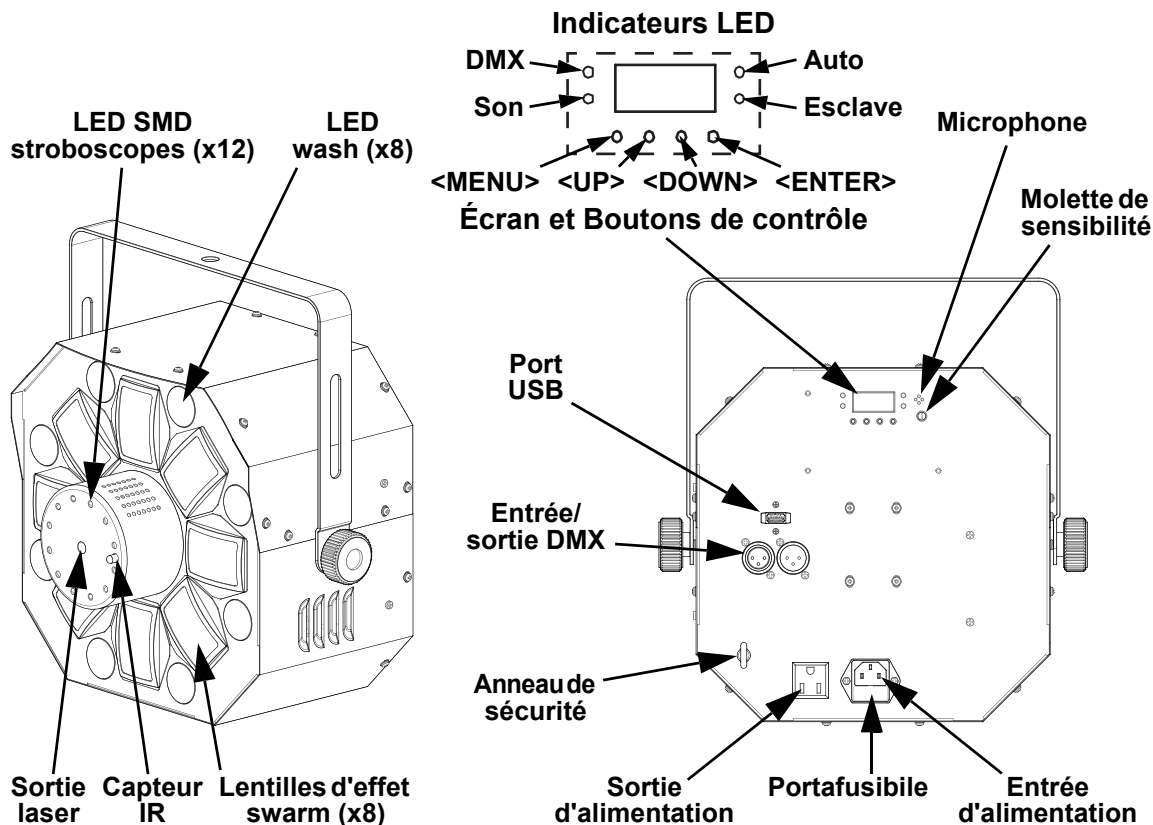 Indicateurs LED
DMX
Auto
Son
Esclave
<MENU> <UP> <DOWN> <ENTER>
Écran et Boutons de contrôle
LED SMD
stroboscopes (x12)
LED
wash (x8)
Microphone
Molette de
sensibilité
Port
USB
Entrée/
sortie DMX
Anneau de
sécurité
Sortie
laser
Capteur
IR
Lentilles d'effet
swarm (x8)
Sortie
d'alimentation
Portafusibile
Entrée
d'alimentation